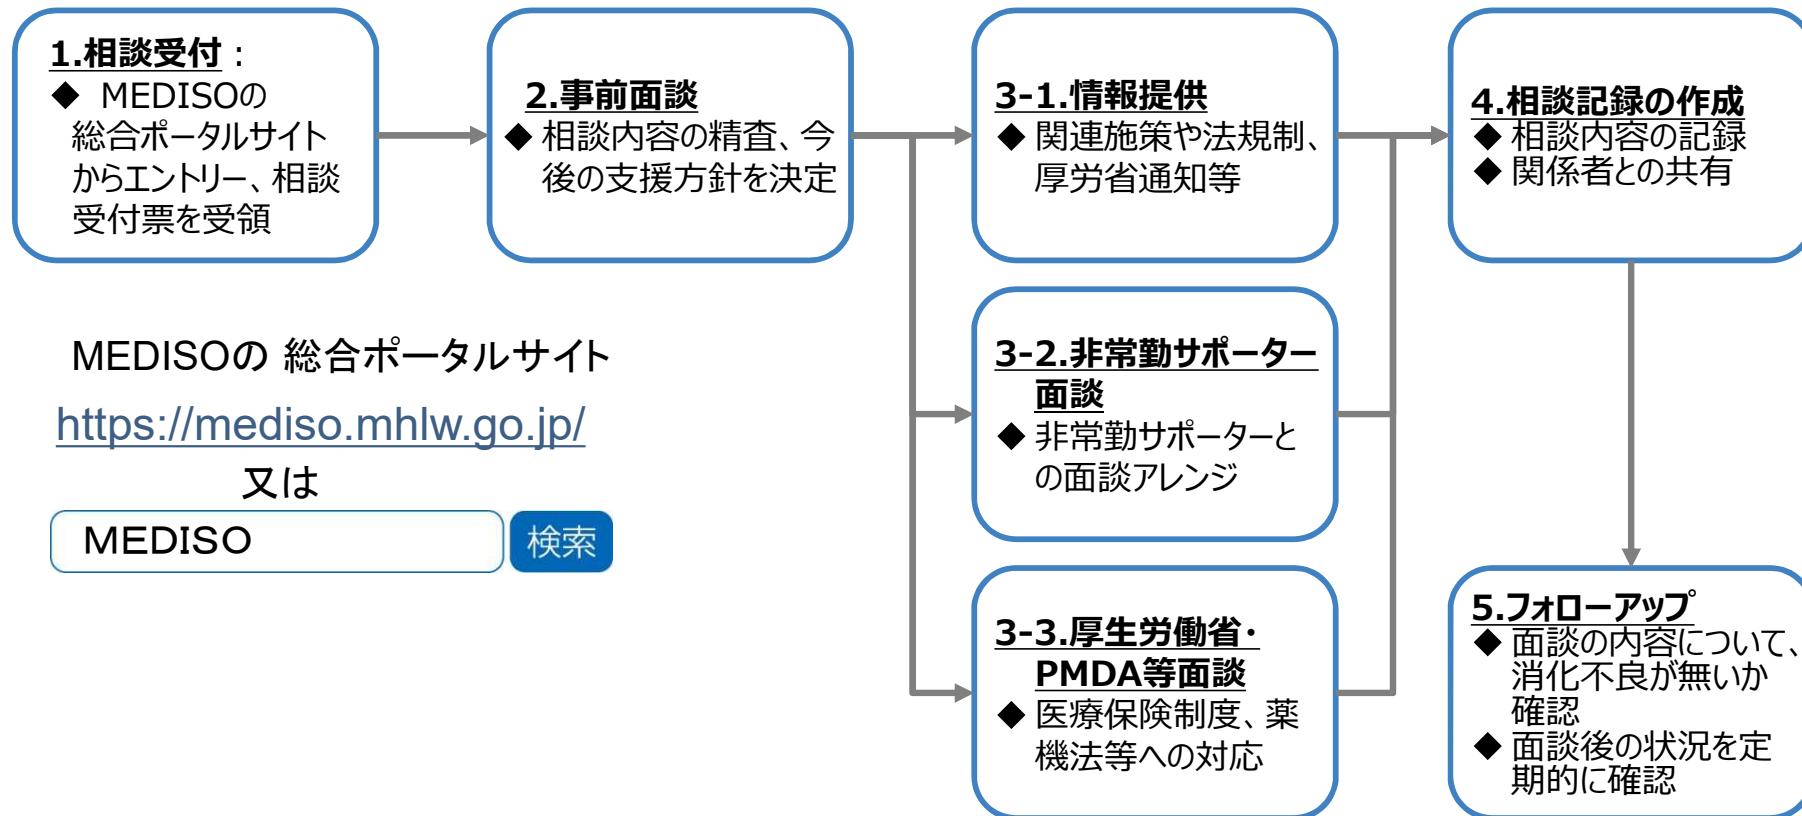 1.相談受付：
◆ MEDISOの
総合ポータルサイト
からエントリー、相談
受付票を受領
2.事前面談
◆ 相談内容の精査、今
後の支援方針を決定
3-1.情報提供
◆ 関連施策や法規制、
厚労省通知等
3-2.非常勤サポーター
面談
◆ 非常勤サポーターと
の面談アレンジ
3-3.厚生労働省・
PMDA等面談
◆ 医療保険制度、薬
機法等への対応
4.相談記録の作成
◆ 相談内容の記録
◆ 関係者との共有
5.フォローアップ
◆ 面談の内容について、
消化不良が無いか
確認
◆ 面談後の状況を定
期的に確認
MEDISOの 総合ポータルサイト
https://mediso.mhlw.go.jp/
又は
MEDISO 検索